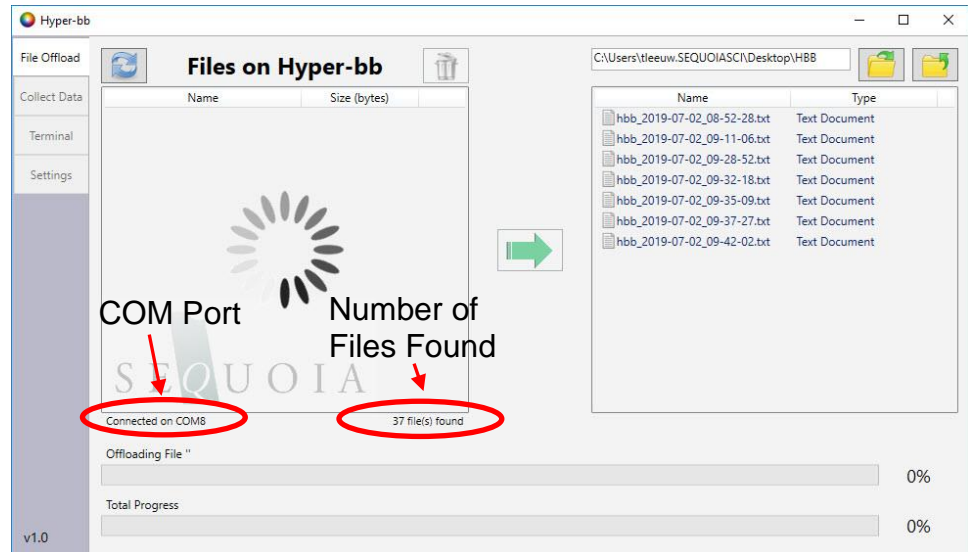 Hyper-bb
File Offload
Collect Data
Terminal
Settings
v1.0
Files on Hyper-bb
Name Size (bytes)
COM Port
Number of
Files Found
SEQUOIA
Connected on COM8
37 file(s) found
C:\Users\tleeuw.SEQUOIASCI\Desktop\HBB
Name Type
hbb_2019-07-02_08-52-28.txt Text Document
hbb_2019-07-02_09-11-06.txt Text Document
hbb_2019-07-02_09-28-52.txt Text Document
hbb_2019-07-02_09-32-18.txt Text Document
hbb_2019-07-02_09-35-09.txt Text Document
hbb_2019-07-02_09-37-27.txt Text Document
hbb_2019-07-02_09-42-02.txt Text Document
Offloading File ''
0%
Total Progress
0%